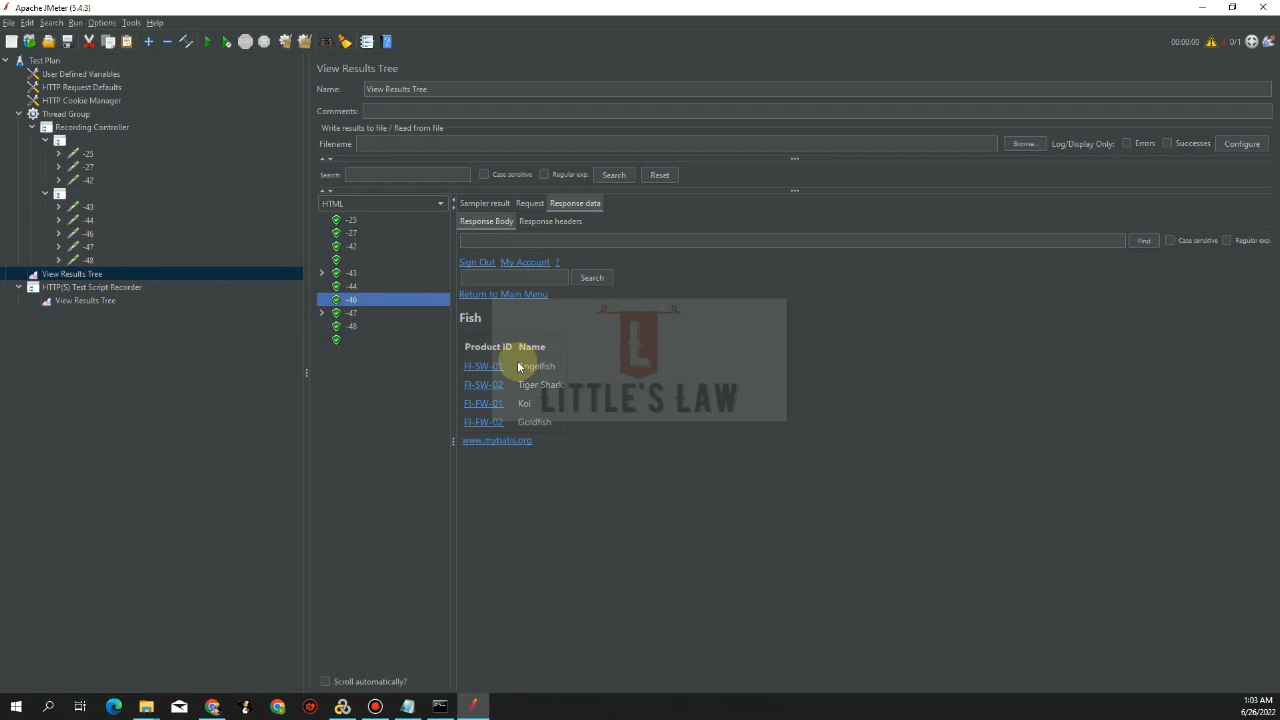 Apache JMeter (5.4.3)
File Edit Search Run Options Tools Help
00:00:00 9 0/1
Test Plan
User Defined Variables
HTTP Request Defaults
HTTP Cookie Manager
Thread Group
Recording Controller
-25
-27
-42
-43
-44
-46
-47
-48
View Results Tree
HTTP(S) Test Script Recorder
View Results Tree
View Results Tree
Name: View Results Tree
Comments:
Write results to file / Read from file
Filename Browse... Log/Display Only: Errors Successes Configure
Search: Case sensitive Regular exp. Search Reset
HTML
-25
-27
-42
-43
-44
-46
-47
-48
Scroll automatically?
Sampler result Request Response data
Response Body Response headers
Find Case sensitive Regular exp.
Sign Out My Account ?
Search
Return to Main Menu
Fish
Product ID Name
FI-SW-01 Angelfish
FI-SW-02 Tiger Shark
FI-FW-01 Koi
FI-FW-02 Goldfish
www.mybatis.org
L
LITTLE'S LAW
1:03 AM
6/26/2022